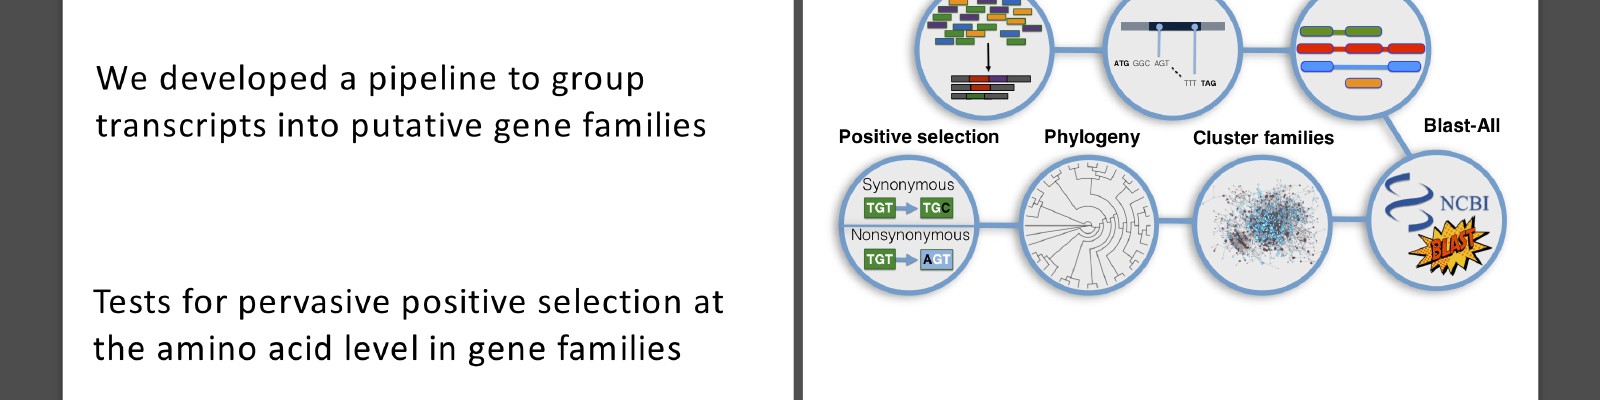 We developed a pipeline to group
transcripts into putative gene families
Tests for pervasive positive selection at
the amino acid level in gene families
ATG GGC AGT
TTT TAG
Blast-All
Positive selection
Phylogeny
Cluster families
Synonymous
TGT
TGC
Nonsynonymous
TGT
AGT
NCBI
BLAST